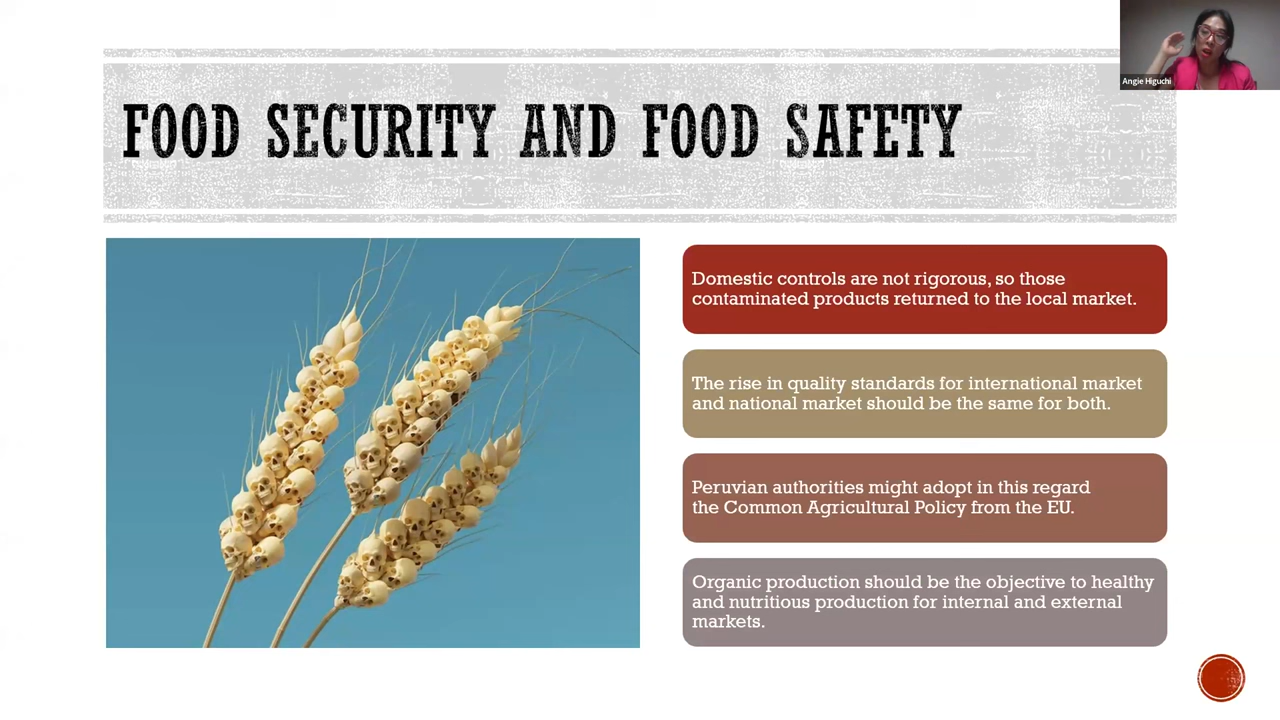 FOOD SECURITY AND FOOD SAFETY
Angie Higuchi
Domestic controls are not rigorous, so those
contaminated products returned to the local market.
The rise in quality standards for international market
and national market should be the same for both.
Peruvian authorities might adopt in this regard
the Common Agricultural Policy from the EU.
Organic production should be the objective to healthy
and nutritious production for internal and external
markets.